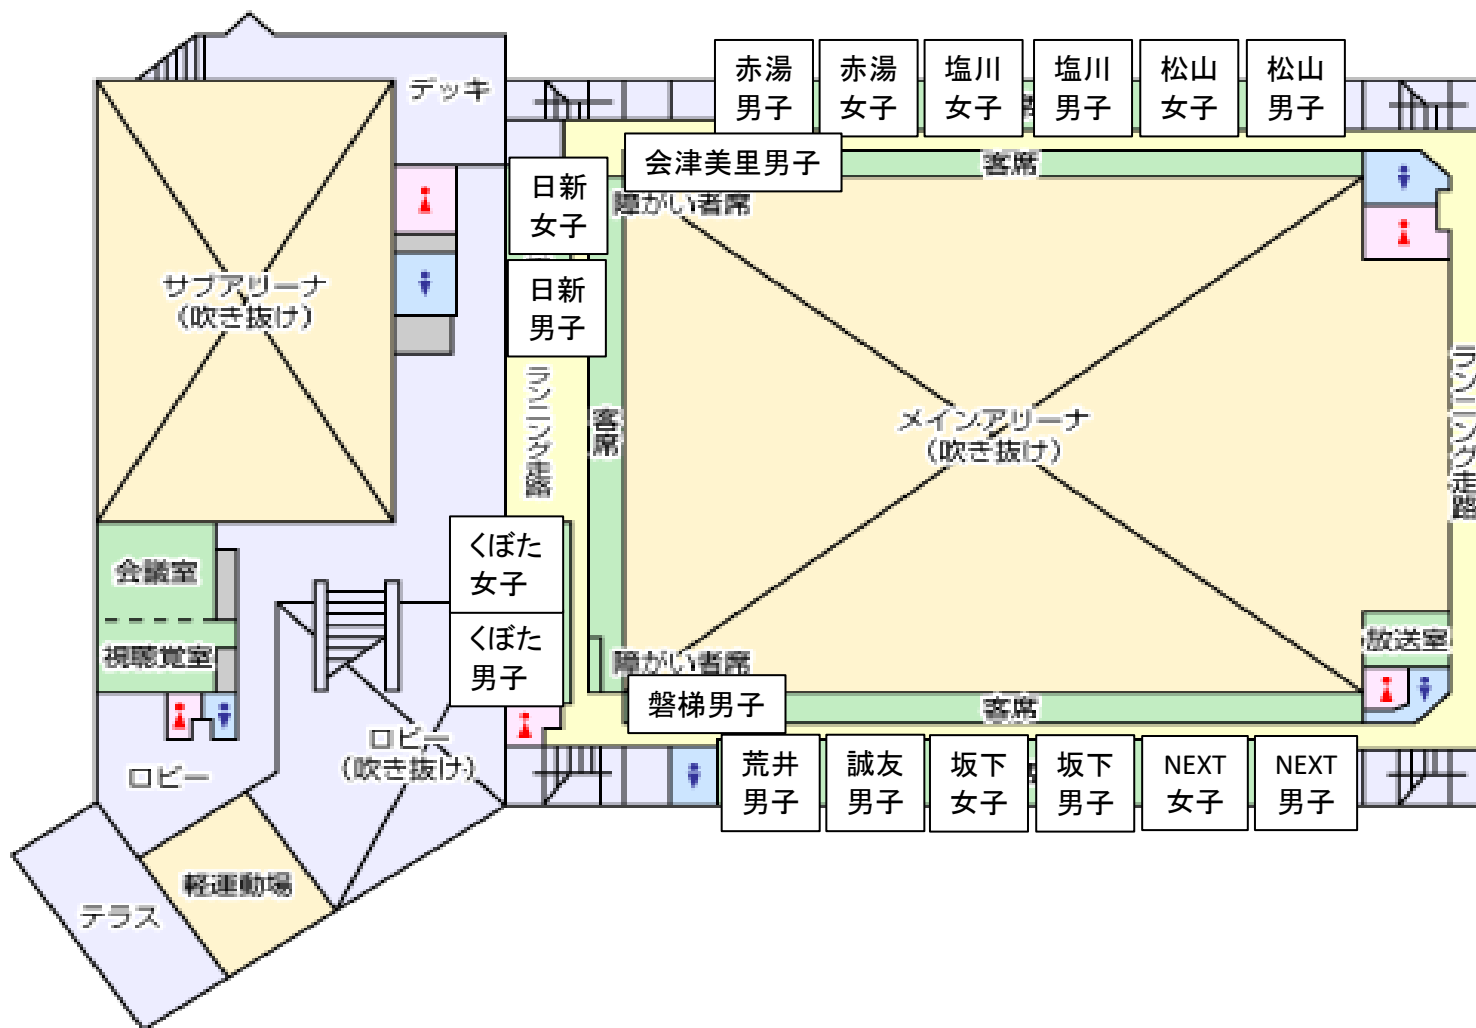 デッキ
赤湯
男子
赤湯
女子
塩川
女子
塩川
男子
松山
女子
松山
男子
会津美里男子
客席
障がい者席
日新
女子
日新
男子
サブアリーナ
(吹き抜け)
ランニング走路
客席
メインアリーナ
(吹き抜け)
ランニング走路
くぼた
女子
くぼた
男子
会議室
視聴覚室
放送室
障がい者席
磐梯男子
客席
ロビー
(吹き抜け)
ロビー
荒井
男子
誠友
男子
坂下
女子
坂下
男子
NEXT
女子
NEXT
男子
軽運動場
テラス